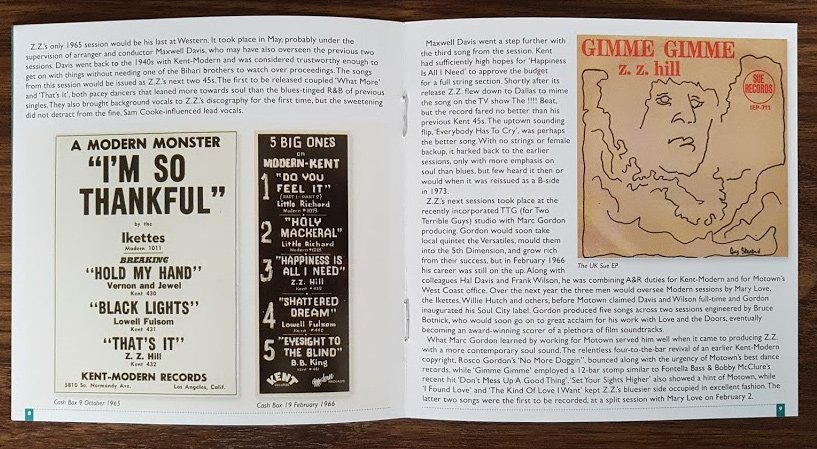 Z.Z.'s only 1965 session would be his last at Western. It took place in May, probably under the
supervision of arranger and conductor Maxwell Davis, who may have also overseen the previous two
sessions. Davis went back to the 1940s with Kent-Modern and was considered trustworthy enough to
get on with things without needing one of the Bihari brothers to watch over proceedings. The songs
from this session would be issued as Z.Z.'s next two 45s. The first to be released coupled 'What More'
and 'That's It', both pacey dancers that leaned more towards soul than the blues-tinged R&B of previous
singles. They also brought background vocals to Z.Z.'s discography for the first time, but the sweetening
did not detract from the fine, Sam Cooke-influenced lead vocals.
A MODERN MONSTER
"I'M SO
THANKFUL"
by the
Ikettes
Modern 1011
BREAKING
"HOLD MY HAND"
Vernon and Jewel
Kent 430
"BLACK LIGHTS"
Lowell Fulsom
Kent 431
"THAT'S IT"
Z. Z. Hill
Kent 432
KENT-MODERN RECORDS
5810 So. Normandy Ave. Los Angeles, Calif.
Cash Box 9 October 1965
5 BIG ONES
on
MODERN-KENT
1 "DO YOU
FEEL IT"
(PART 1 - PART 2)
Little Richard
Modern #1019
2 "HOLY
MACKERAL"
Little Richard
Modern
3 "HAPPINESS IS
ALL I NEED"
Z.Z. Hill
Kent #439
4 "SHATTERED
DREAM"
Lowell Fulsom
Kent #440
5 "EYESIGHT TO
THE BLIND"
B.B. King
Kent #441
KENT
RECORDS
RECORDS
Cash Box 19 February 1966
8
Maxwell Davis went a step further with
the third song from the session. Kent
had sufficiently high hopes for 'Happiness
Is All I Need' to approve the budget
for a full string section. Shortly after its
release Z.Z. flew down to Dallas to mime
the song on the TV show The !!!! Beat,
but the record fared no better than his
previous Kent 45s. The uptown sounding
flip, 'Everybody Has To Cry', was perhaps
the better song. With no strings or female
backup, it harked back to the earlier
sessions, only with more emphasis on
soul than blues, but few heard it then or
would when it was reissued as a B-side
in 1973.
Z.Z.'s next sessions took place at the
recently incorporated TTG (for Two
Terrible Guys) studio with Marc Gordon
producing. Gordon would soon take
local quintet the Versatiles, mould them
into the 5th Dimension, and grow rich
from their success, but in February 1966
his career was still on the up. Along with
colleagues Hal Davis and Frank Wilson, he was combining A&R duties for Kent-Modern and for Motown's
West Coast office. Over the next year the three men would oversee Modern sessions by Mary Love,
the Ikettes, Willie Hutch and others, before Motown claimed Davis and Wilson full-time and Gordon
inaugurated his Soul City label. Gordon produced five songs across two sessions engineered by Bruce
Botnick, who would soon go on to great acclaim for his work with Love and the Doors, eventually
becoming an award-winning scorer of a plethora of film soundtracks.
What Marc Gordon learned by working for Motown served him well when it came to producing Z.Z.
with a more contemporary soul sound. The relentless four-to-the-bar revival of an earlier Kent-Modern
copyright, Rosco Gordon's 'No More Doggin'', bounced along with the urgency of Motown's best dance
records, while 'Gimme Gimme' employed a 12-bar stomp similar to Fontella Bass & Bobby McClure's
recent hit 'Don't Mess Up A Good Thing'. 'Set Your Sights Higher' also showed a hint of Motown, while
'I Found Love' and 'The Kind Of Love I Want' kept Z.Z.'s bluesier side occupied in excellent fashion. The
latter two songs were the first to be recorded, at a split session with Mary Love on February 2.
GIMME GIMME
z. z. hill
SUE
RECORDS
IEP-711
The UK Sue EP
9